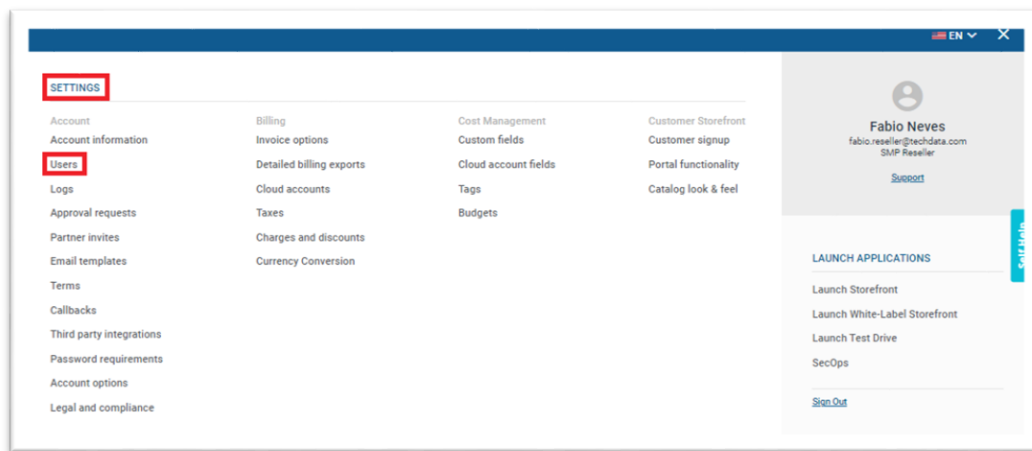 EN
SETTINGS
Account
Account information
Users
Logs
Approval requests
Partner invites
Email templates
Terms
Callbacks
Third party integrations
Password requirements
Account options
Legal and compliance
Billing
Invoice options
Detailed billing exports
Cloud accounts
Taxes
Charges and discounts
Currency Conversion
Cost Management
Custom fields
Cloud account fields
Tags
Budgets
Customer Storefront
Customer signup
Portal functionality
Catalog look & feel
Fabio Neves
fabio.reseller@techdata.com
SMP Reseller
Support
Self Help
LAUNCH APPLICATIONS
Launch Storefront
Launch White-Label Storefront
Launch Test Drive
SecOps
Sign Out